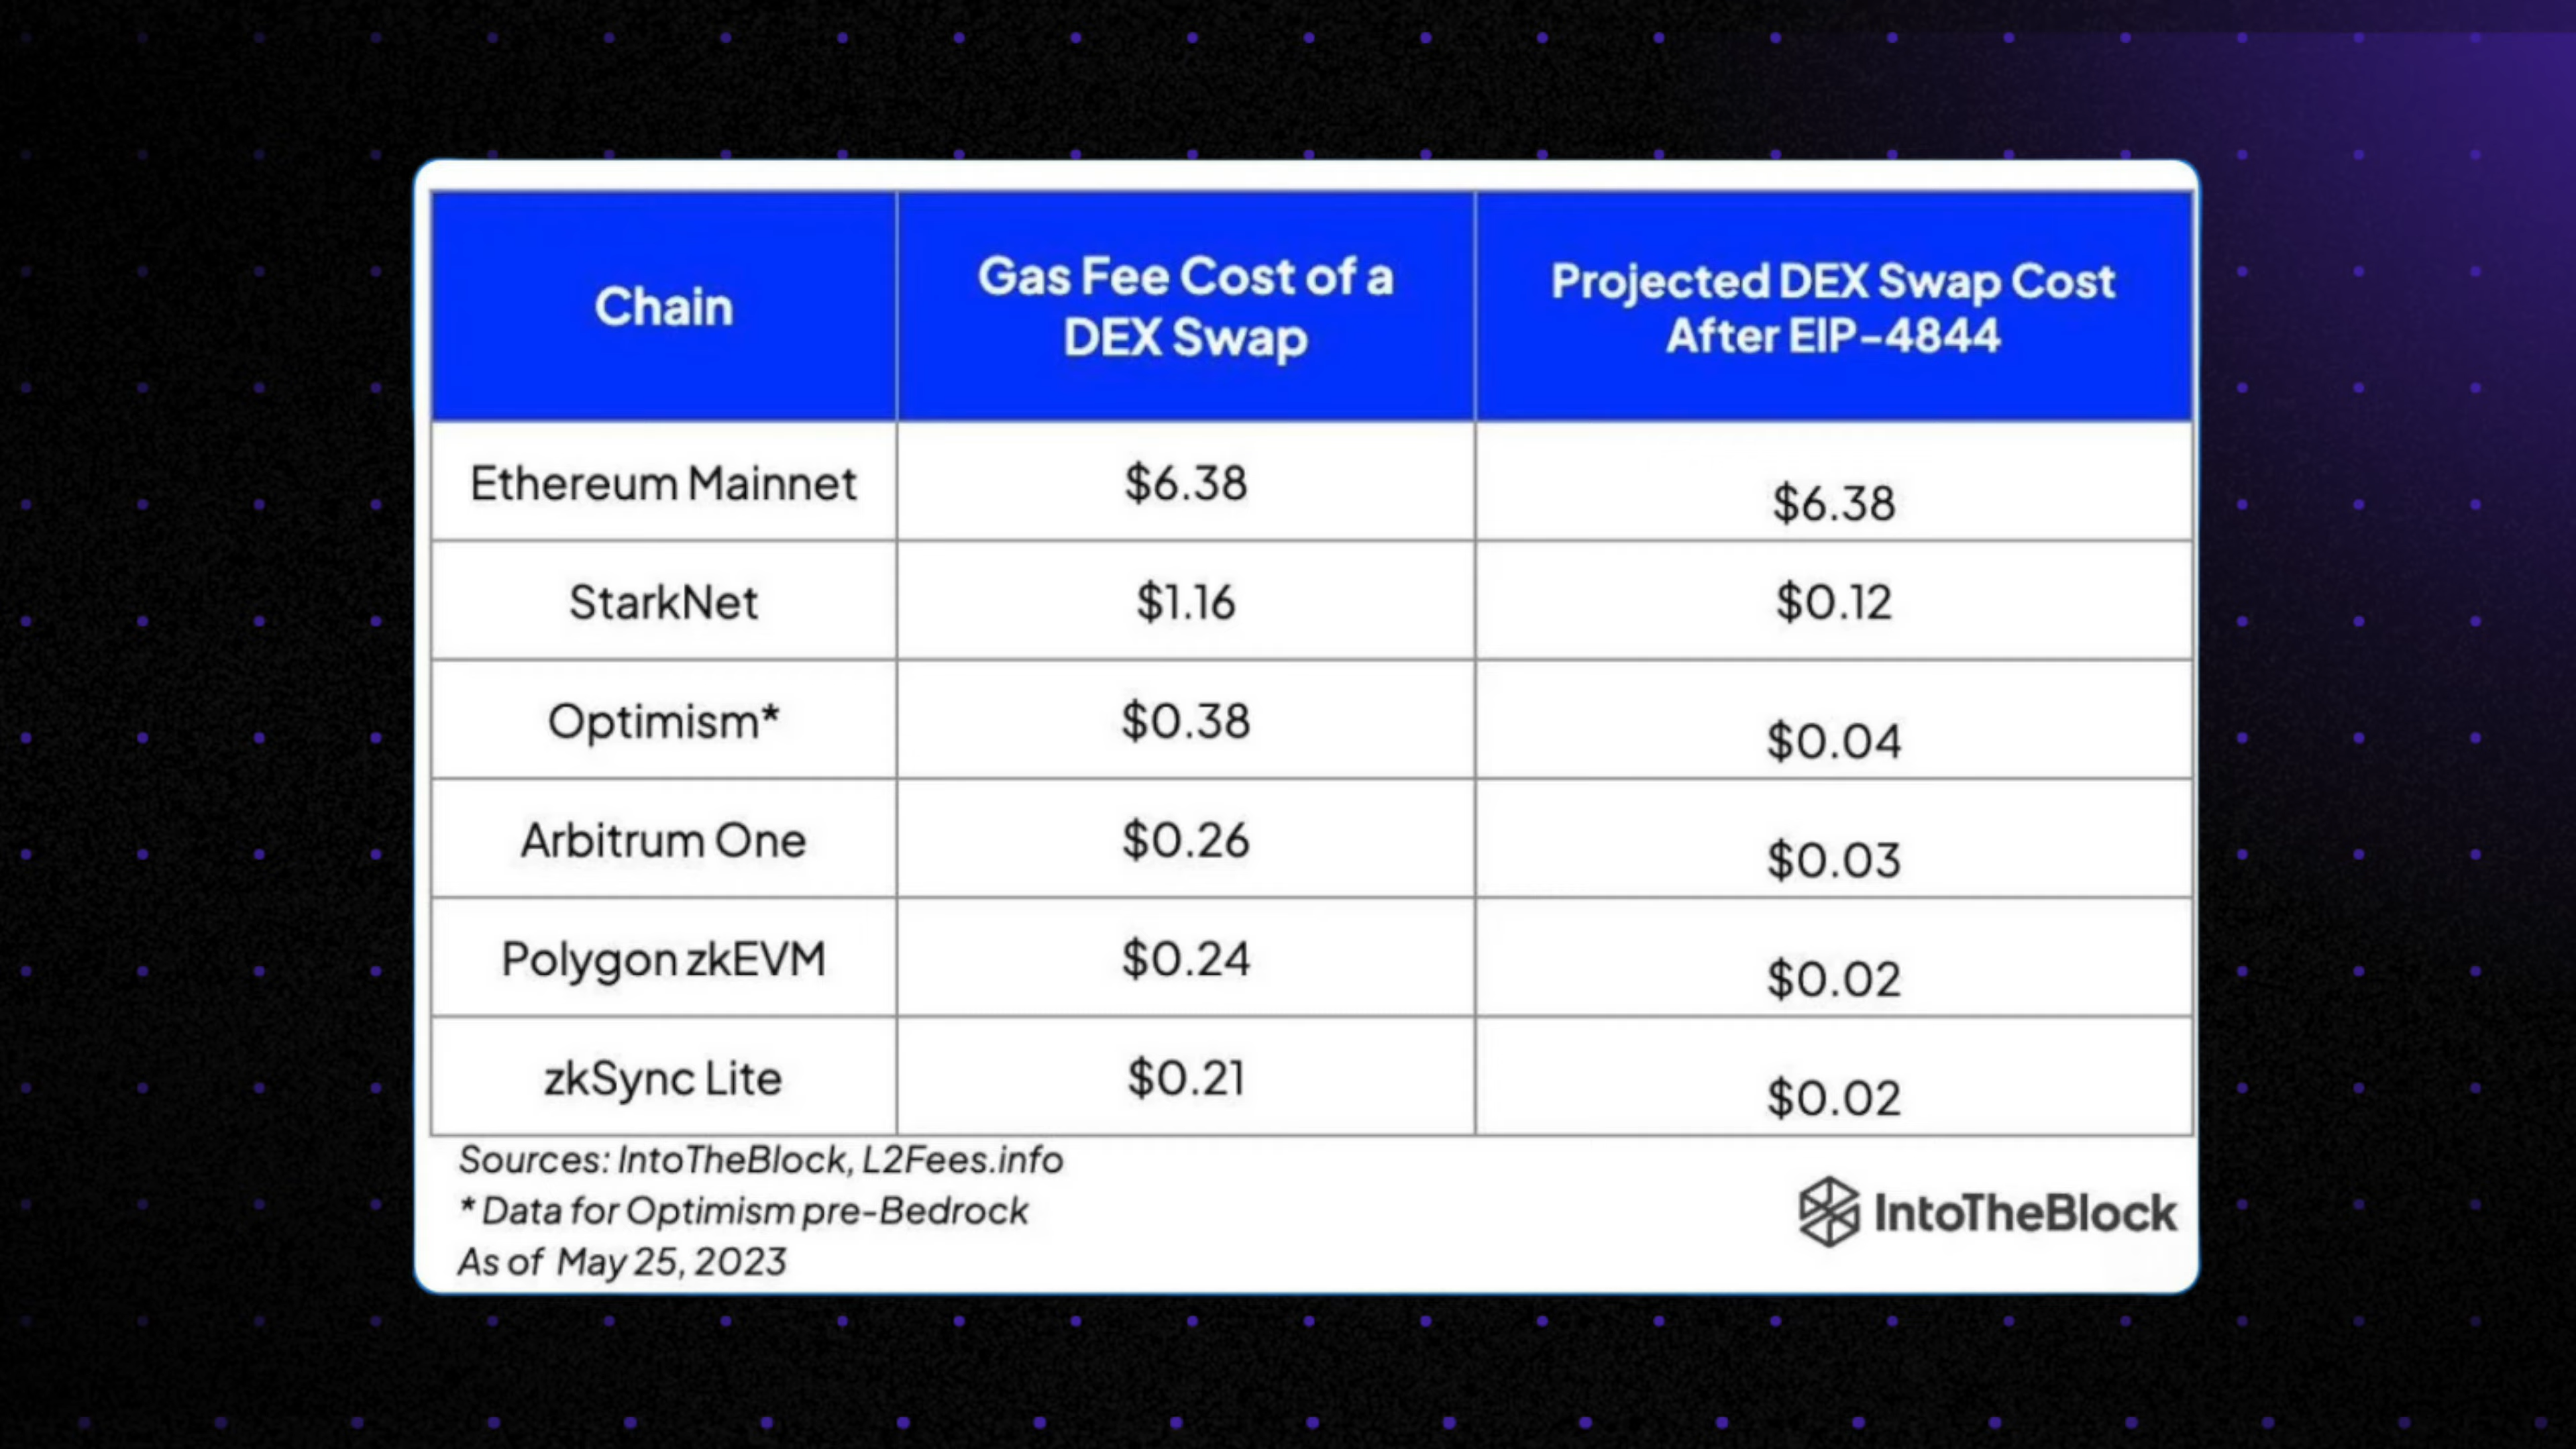 Chain
Gas Fee Cost of a
DEX Swap
Projected DEX Swap Cost
After EIP-4844
Ethereum Mainnet $6.38 $6.38
StarkNet $1.16 $0.12
Optimism* $0.38 $0.04
Arbitrum One $0.26 $0.03
Polygon zkEVM $0.24 $0.02
zkSync Lite $0.21 $0.02
Sources: IntoTheBlock, L2Fees.info
* Data for Optimism pre-Bedrock
As of May 25, 2023
IntoTheBlock